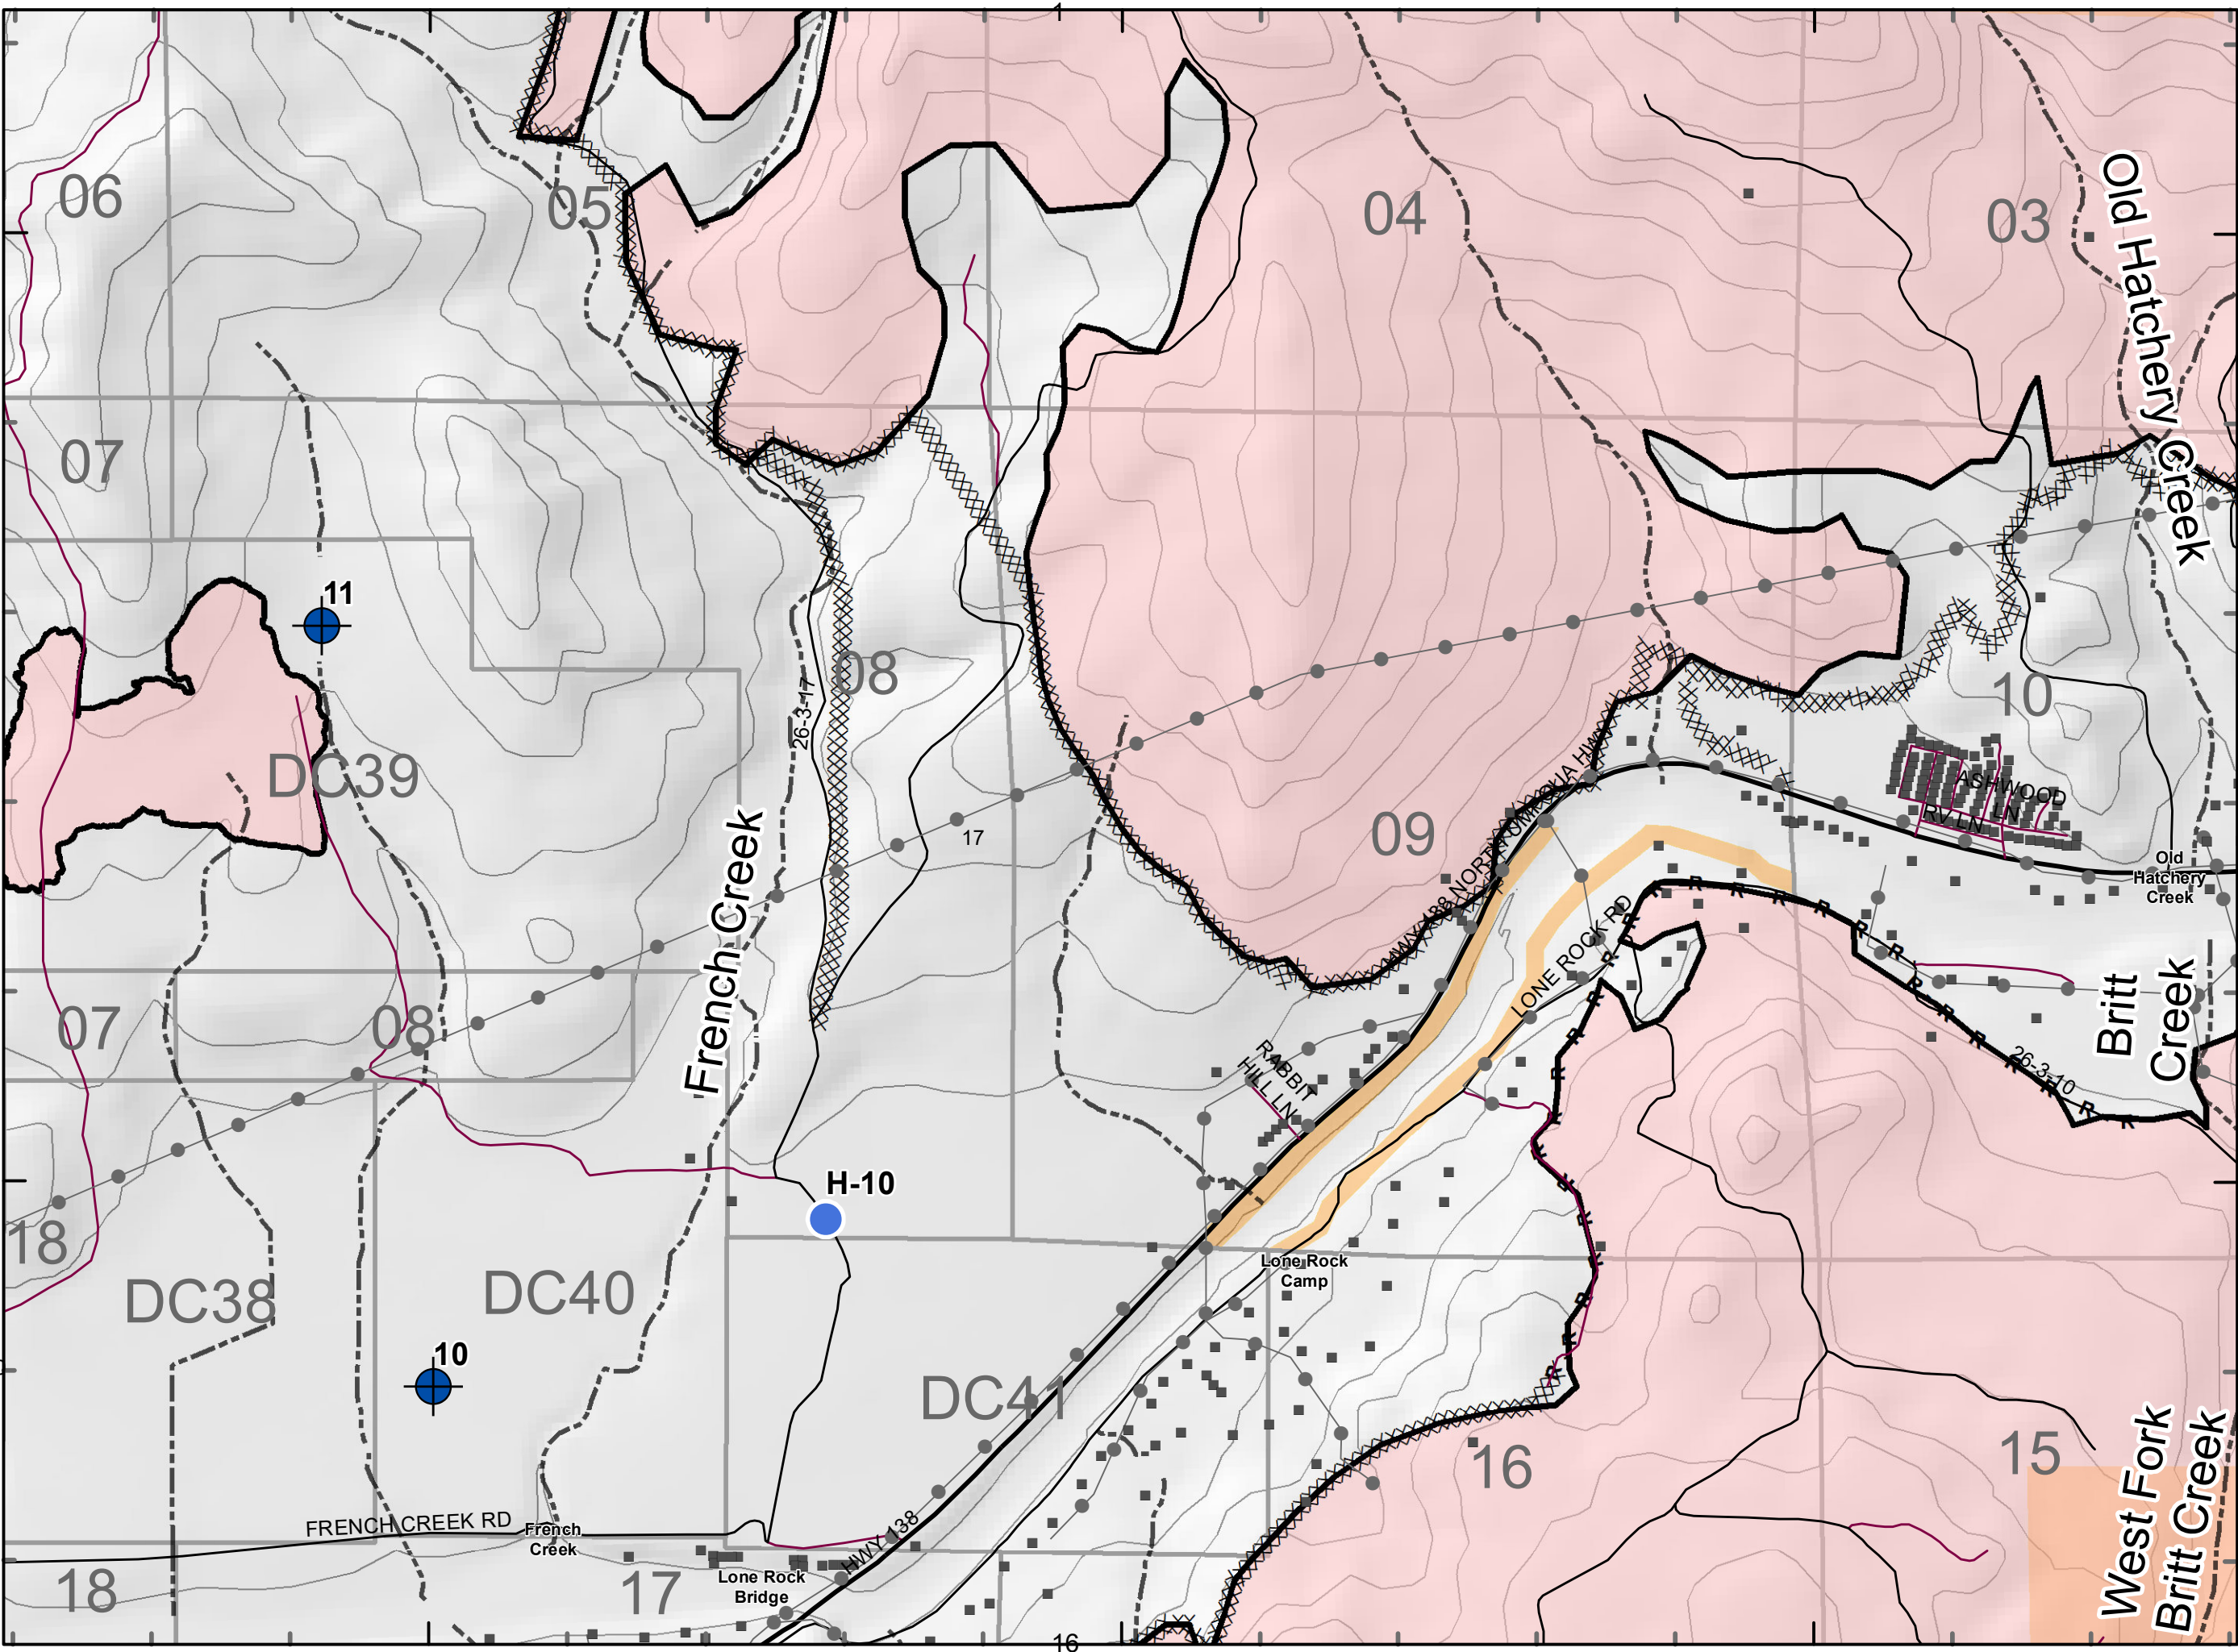 1
06
05
04
03
Old Hatchery Creek
07
11
08
26-3-17
10
DC39
ASHWOOD
LN
RV LN
17
09
HWY 138 NORTH UMPQUA HWY
Old
Hatchery
Creek
French Creek
LONE ROCK RD
07
08
Britt
Creek
26-3-10
RABBIT
HILL LN
H-10
18
DC38
DC40
Lone Rock
Camp
10
DC41
16
15
West Fork
Britt Creek
FRENCH CREEK RD
French
Creek
HWY 138
18
17
Lone Rock
Bridge
16
R R R R R R R R R R R R R
R R R R R R R R R R R R R